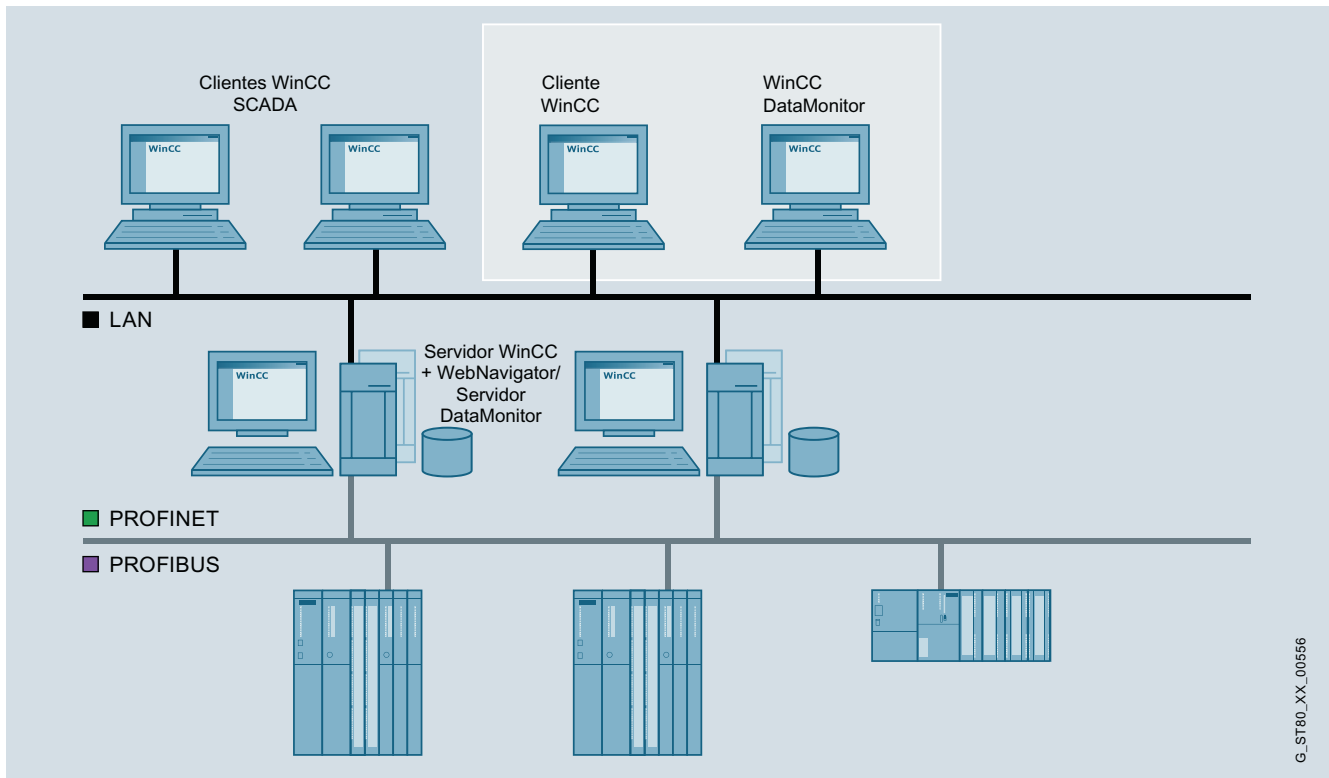 Clientes WinCC
SCADA
Cliente
WinCC
WinCC
DataMonitor
WinCC
WinCC
WinCC
WinCC
LAN
Servidor WinCC
+ WebNavigator/
Servidor
DataMonitor
WinCC
WinCC
PROFINET
PROFIBUS
G_ST80_XX_00556